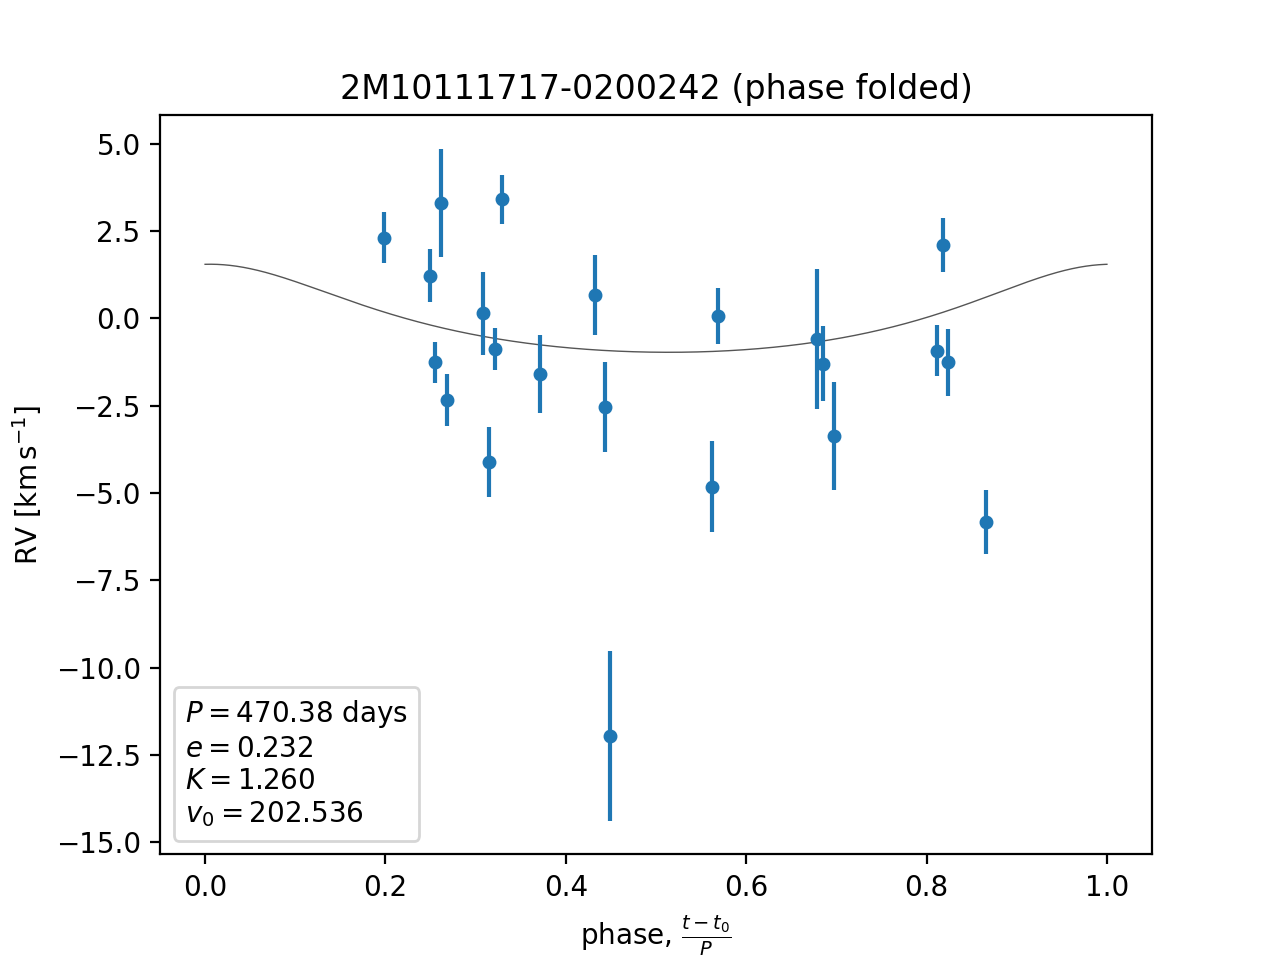 2M10111717-0200242 (phase folded)
5.0
2.5
0.0
−2.5
−5.0
−7.5
−10.0
−12.5
−15.0
RV [km s⁻¹]
P = 470.38 days
e = 0.232
K = 1.260
v₀ = 202.536
0.0 0.2 0.4 0.6 0.8 1.0
phase, (t − t₀)/P